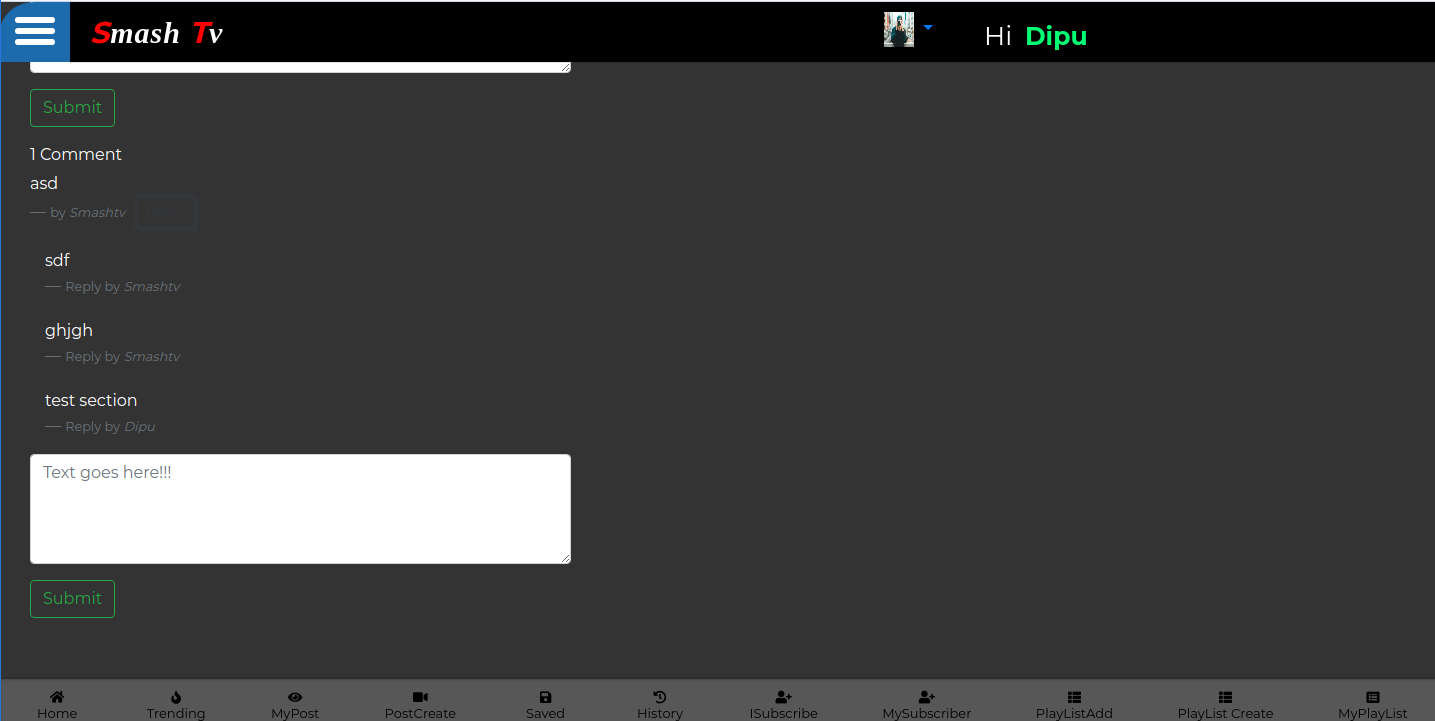 Smash Tv
Hi Dipu
Submit
1 Comment
asd
— by Smashtv
sdf
— Reply by Smashtv
ghjgh
— Reply by Smashtv
test section
— Reply by Dipu
Text goes here!!!
Submit
Home Trending MyPost PostCreate Saved History ISubscribe MySubscriber PlayListAdd PlayList Create MyPlayList